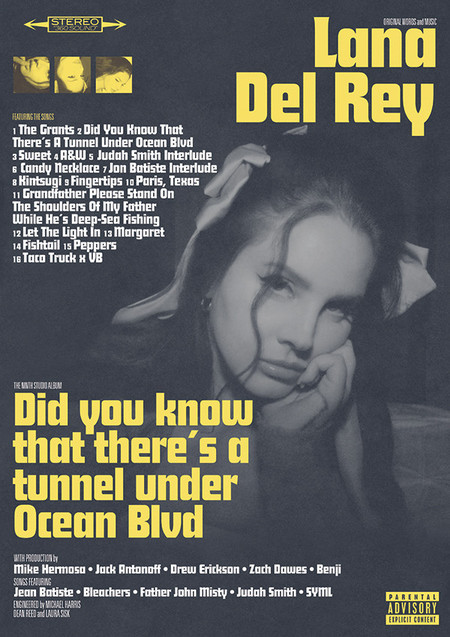 STEREO
"360 SOUND"
ORIGINAL WORDS and MUSIC
Lana
Del Rey
FEATURING THE SONGS
1 The Grants 2 Did You Know That
There's A Tunnel Under Ocean Blvd
3 Sweet 4 A&W 5 Judah Smith Interlude
6 Candy Necklace 7 Jon Batiste Interlude
8 Kintsugi 9 Fingertips 10 Paris, Texas
11 Grandfather Please Stand On
The Shoulders Of My Father
While He's Deep-Sea Fishing
12 Let The Light In 13 Margaret
14 Fishtail 15 Peppers
16 Taco Truck x VB
THE NINTH STUDIO ALBUM
Did you know
that there's a
tunnel under
Ocean Blvd
WITH PRODUCTION by
Mike Hermosa • Jack Antonoff • Drew Erickson • Zach Dawes • Benji
SONGS FEATURING
Jean Batiste • Bleachers • Father John Misty • Judah Smith • SYML
ENGINEERED by MICHAEL HARRIS
DEAN REED and LAURA SISK
PARENTAL
ADVISORY
EXPLICIT CONTENT